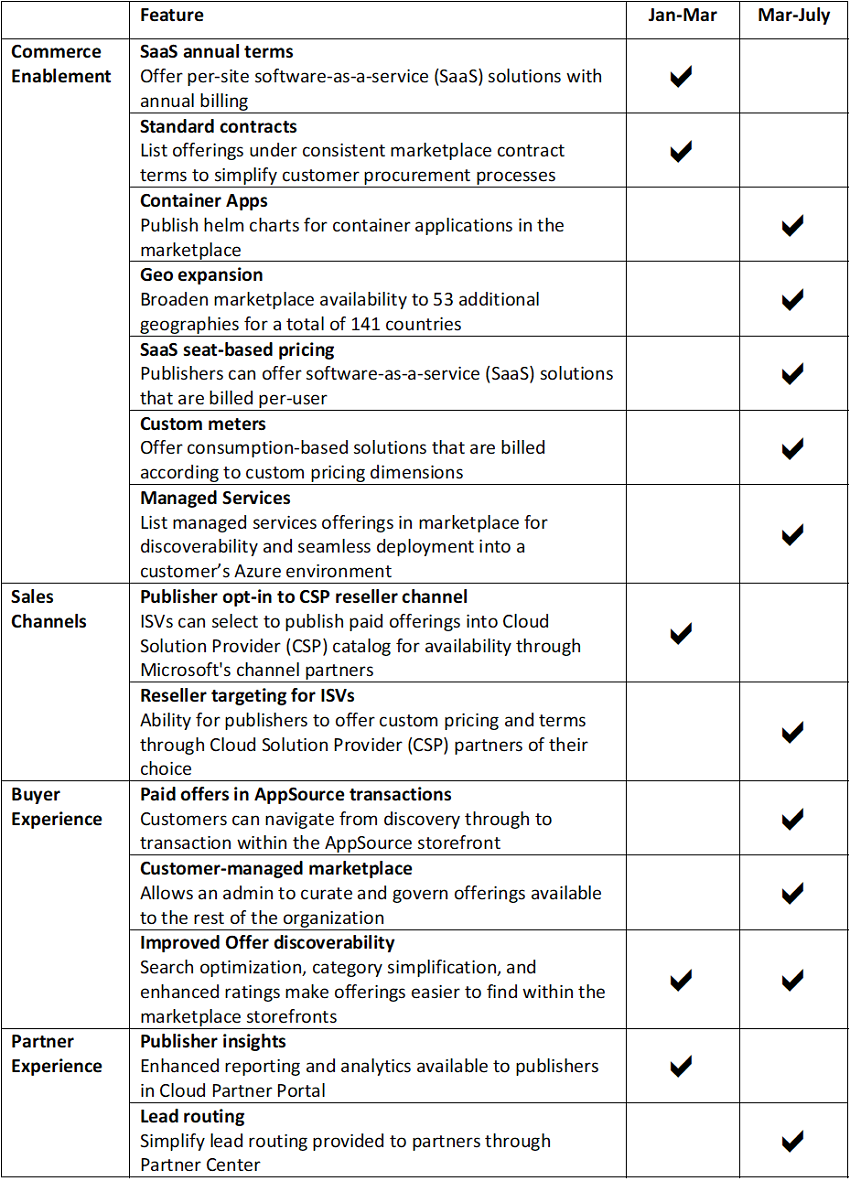 Feature Jan-Mar Mar-July
Commerce
Enablement
SaaS annual terms
Offer per-site software-as-a-service (SaaS) solutions with
annual billing
✔
Standard contracts
List offerings under consistent marketplace contract
terms to simplify customer procurement processes
✔
Container Apps
Publish helm charts for container applications in the
marketplace
✔
Geo expansion
Broaden marketplace availability to 53 additional
geographies for a total of 141 countries
✔
SaaS seat-based pricing
Publishers can offer software-as-a-service (SaaS) solutions
that are billed per-user
✔
Custom meters
Offer consumption-based solutions that are billed
according to custom pricing dimensions
✔
Managed Services
List managed services offerings in marketplace for
discoverability and seamless deployment into a
customer’s Azure environment
✔
Sales
Channels
Publisher opt-in to CSP reseller channel
ISVs can select to publish paid offerings into Cloud
Solution Provider (CSP) catalog for availability through
Microsoft's channel partners
✔
Reseller targeting for ISVs
Ability for publishers to offer custom pricing and terms
through Cloud Solution Provider (CSP) partners of their
choice
✔
Buyer
Experience
Paid offers in AppSource transactions
Customers can navigate from discovery through to
transaction within the AppSource storefront
✔
Customer-managed marketplace
Allows an admin to curate and govern offerings available
to the rest of the organization
✔
Improved Offer discoverability
Search optimization, category simplification, and
enhanced ratings make offerings easier to find within the
marketplace storefronts
✔ ✔
Partner
Experience
Publisher insights
Enhanced reporting and analytics available to publishers
in Cloud Partner Portal
✔
Lead routing
Simplify lead routing provided to partners through
Partner Center
✔